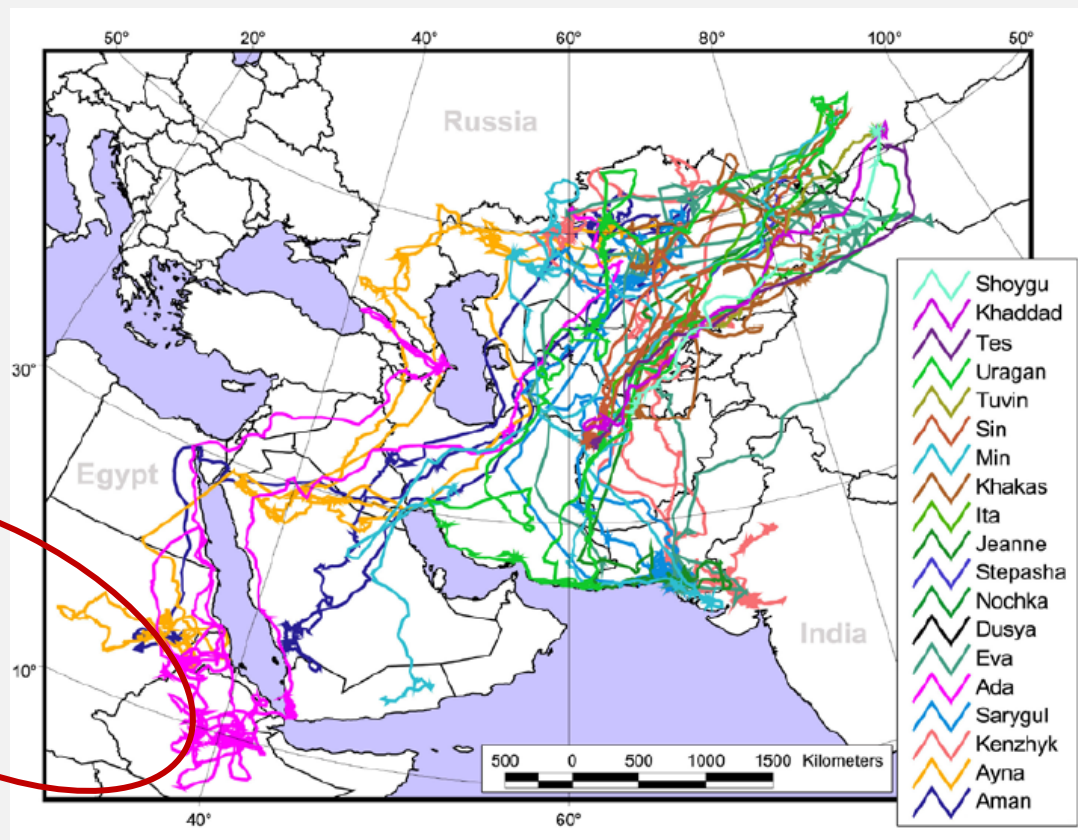 50° 20° 40° 60° 80° 100° 50°
Russia
30°
Egypt
10°
India
Shoygu
Khaddad
Tes
Uragan
Tuvin
Sin
Min
Khakas
Ita
Jeanne
Stepasha
Nochka
Dusya
Eva
Ada
Sarygul
Kenzhyk
Ayna
Aman
500 0 500 1000 1500 Kilometers
40° 60°